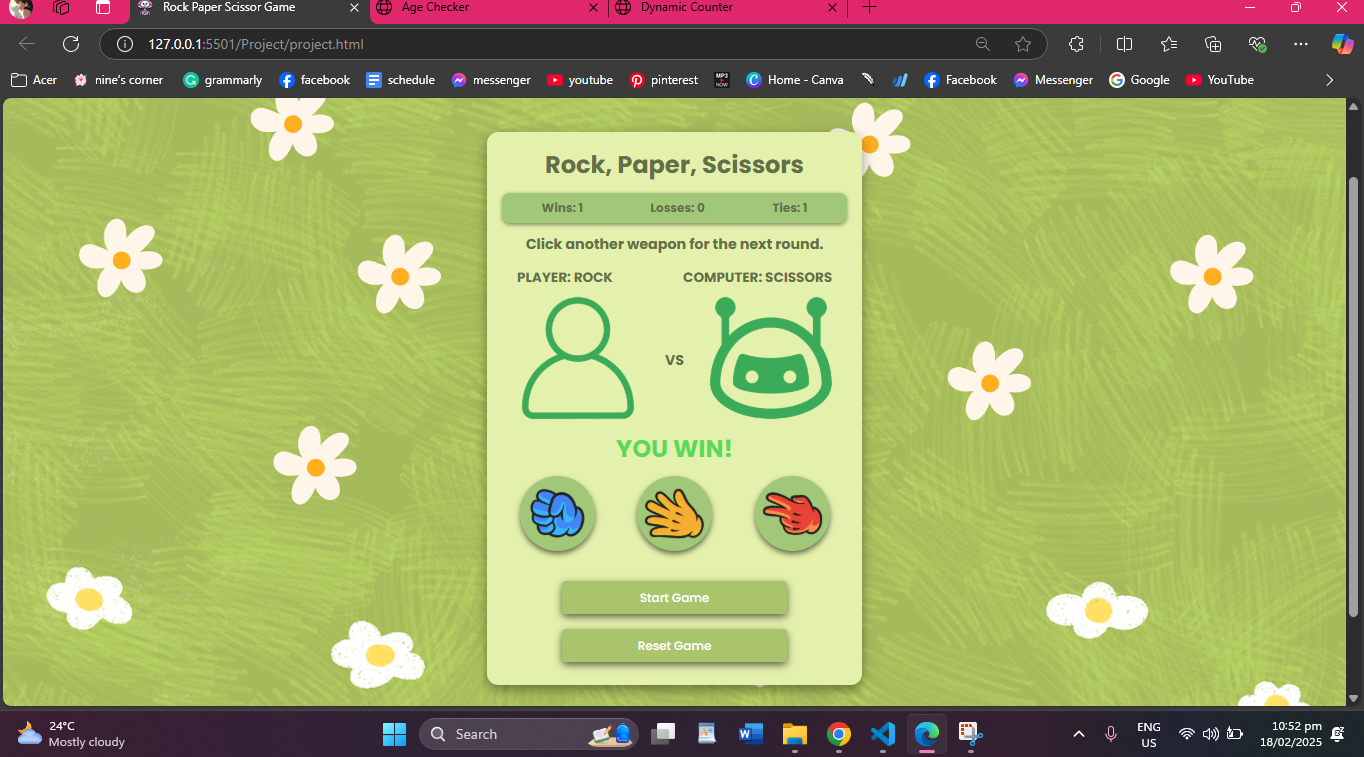 Rock Paper Scissor Game
Age Checker
Dynamic Counter
127.0.0.1:5501/Project/project.html
Acer
nine's corner
grammarly
facebook
schedule
messenger
youtube
pinterest
MP3
NOW
Home - Canva
Facebook
Messenger
Google
YouTube
Rock, Paper, Scissors
Wins: 1 Losses: 0 Ties: 1
Click another weapon for the next round.
PLAYER: ROCK COMPUTER: SCISSORS
VS
YOU WIN!
Start Game
Reset Game
24°C
Mostly cloudy
Search
ENG
US
10:52 pm
18/02/2025